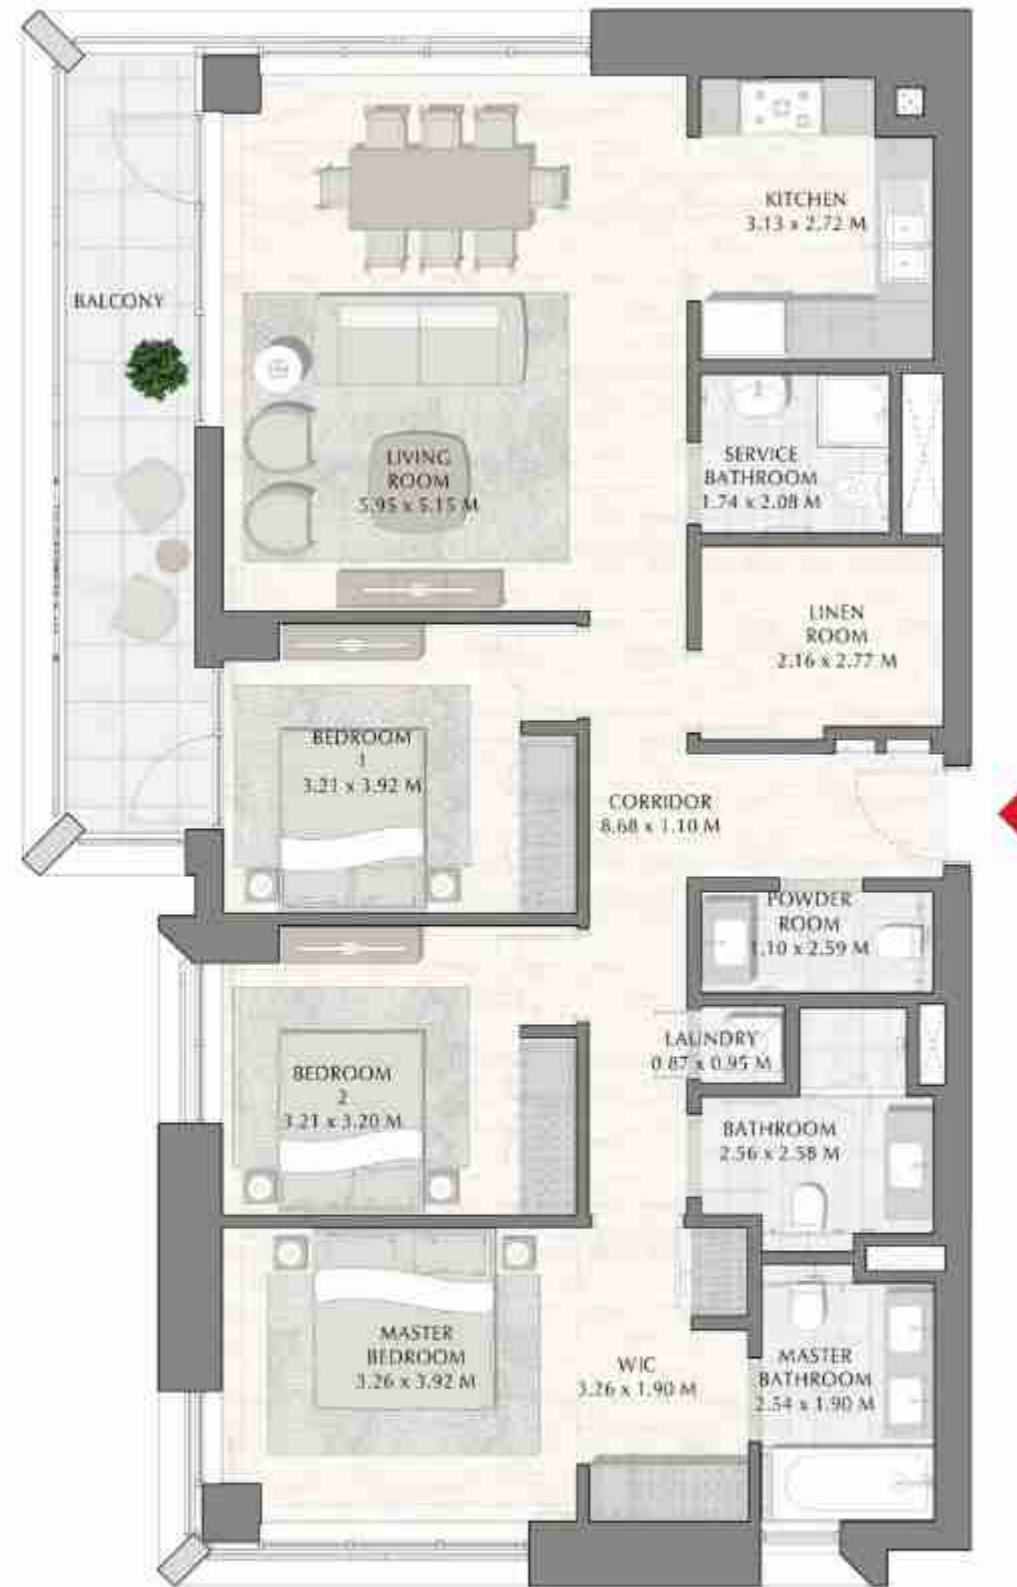 KITCHEN
3.13 x 2.72 M
BALCONY
LIVING
ROOM
5.95 x 5.15 M
SERVICE
BATHROOM
1.74 x 2.08 M
LINEN
ROOM
2.16 x 2.77 M
BEDROOM
1
3.21 x 3.92 M
CORRIDOR
8.68 x 1.10 M
POWDER
ROOM
1.10 x 2.59 M
LAUNDRY
0.87 x 0.95 M
BEDROOM
2
3.21 x 3.20 M
BATHROOM
2.56 x 2.58 M
MASTER
BEDROOM
3.26 x 3.92 M
WIC
3.26 x 1.90 M
MASTER
BATHROOM
2.54 x 1.90 M